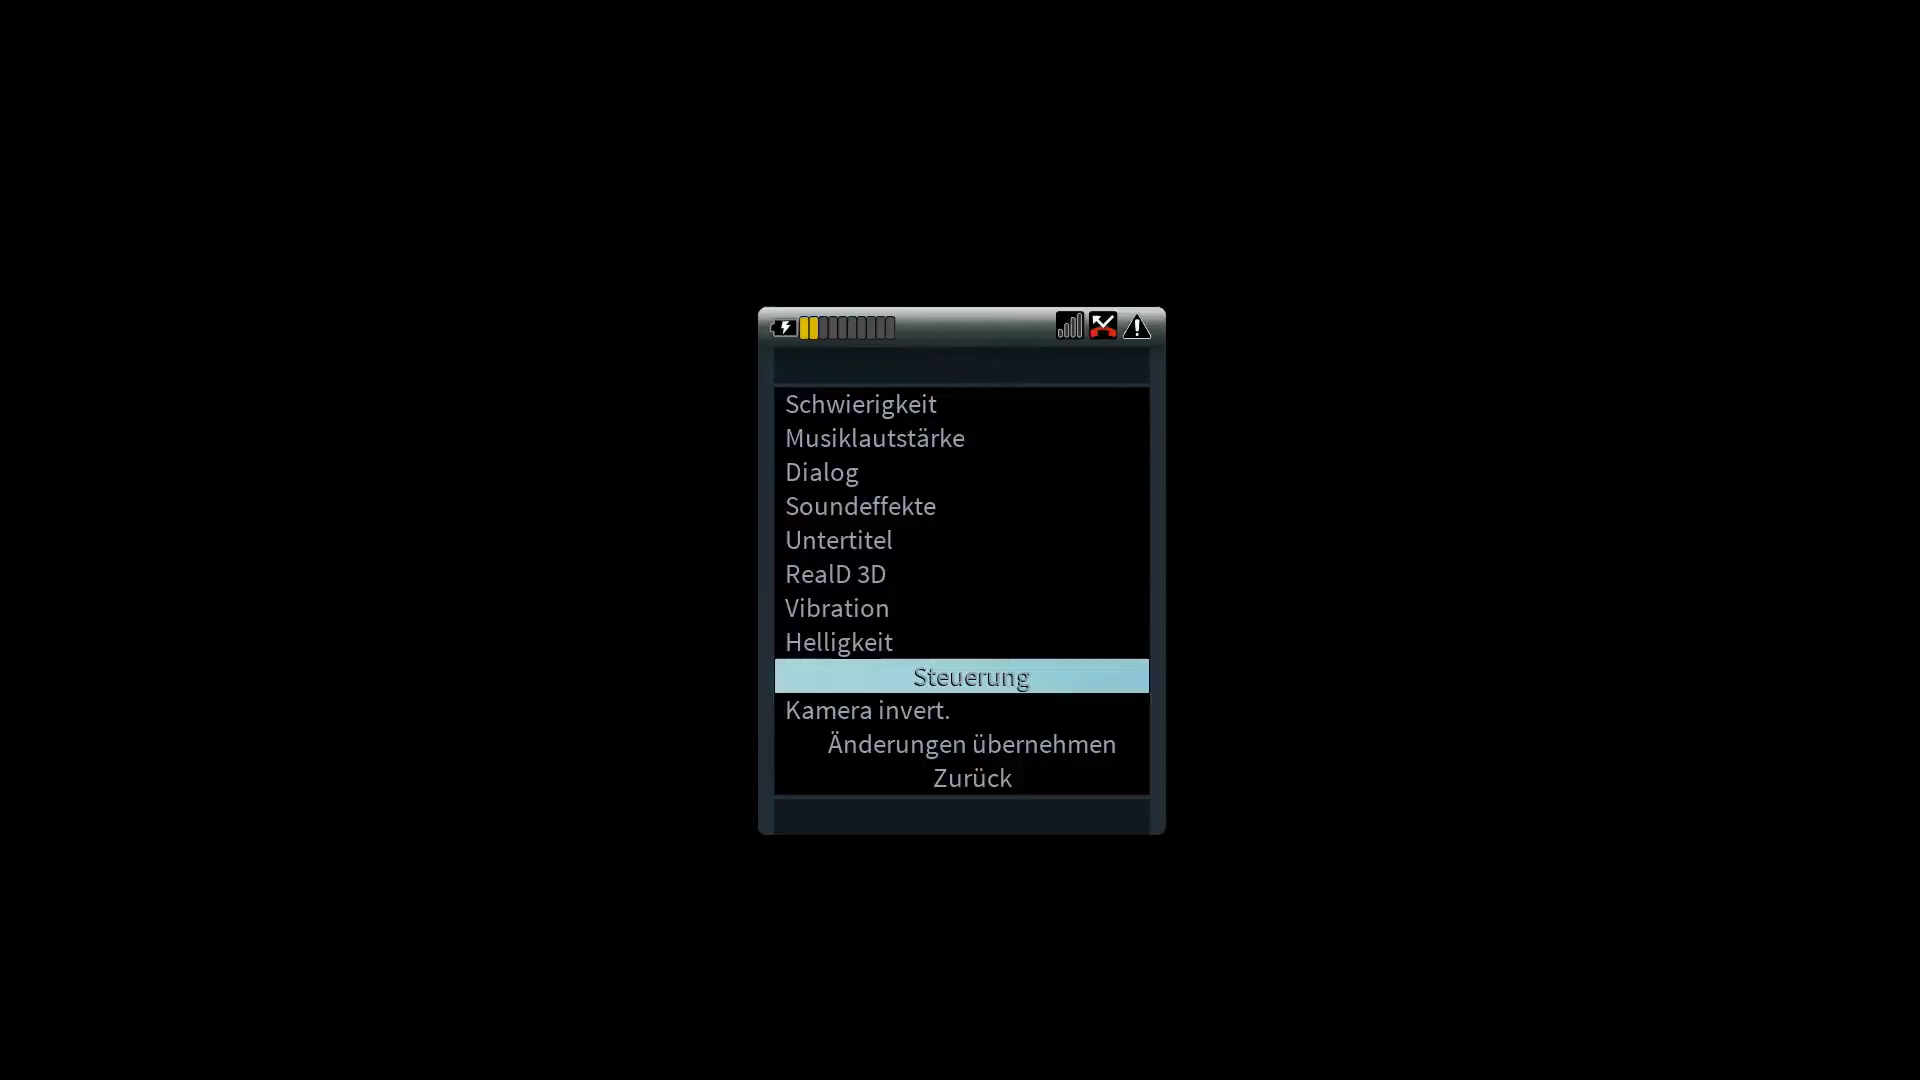 Schwierigkeit
Musiklautstärke
Dialog
Soundeffekte
Untertitel
RealD 3D
Vibration
Helligkeit
Steuerung
Kamera invert.
Änderungen übernehmen
Zurück